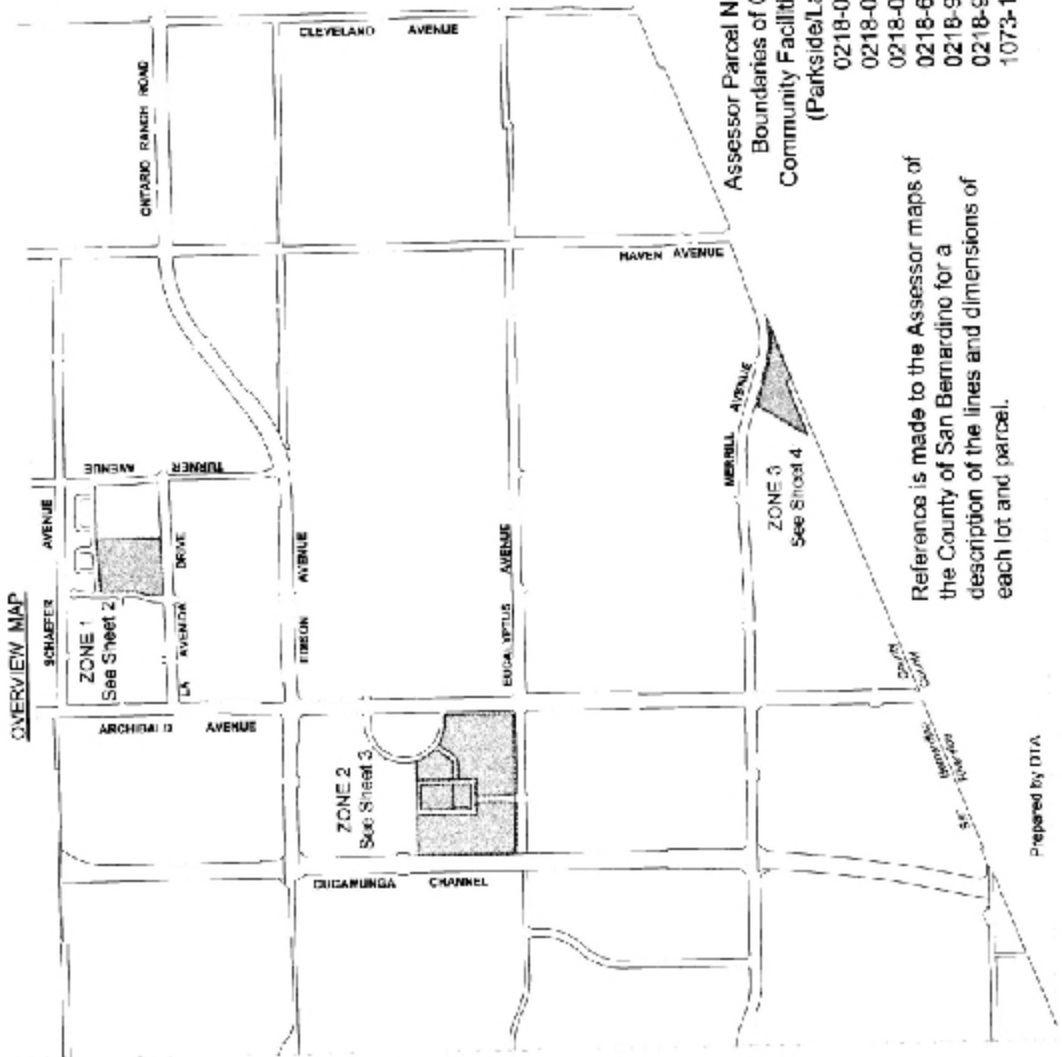 OVERVIEW MAP
CLEVELAND AVENUE
ONTARIO RANCH ROAD
SCHAEFER AVENUE
TURNER AVENUE
ZONE 1
See Sheet 2
LA AVENIDA DRIVE
ARCHIBALD AVENUE
EDISON AVENUE
HAVEN AVENUE
EUCALYPTUS AVENUE
ZONE 2
See Sheet 3
CUCAMUNGA CHANNEL
MERRILL AVENUE
ZONE 3
See Sheet 4
Assessor Parcel N
Boundaries of C
Community Faciliti
(Parkside/La
0218-0
0218-0
0218-0
0218-6
0218-9
0218-9
1073-1
Reference is made to the Assessor maps of
the County of San Bernardino for a
description of the lines and dimensions of
each lot and parcel.
Prepared by DTA